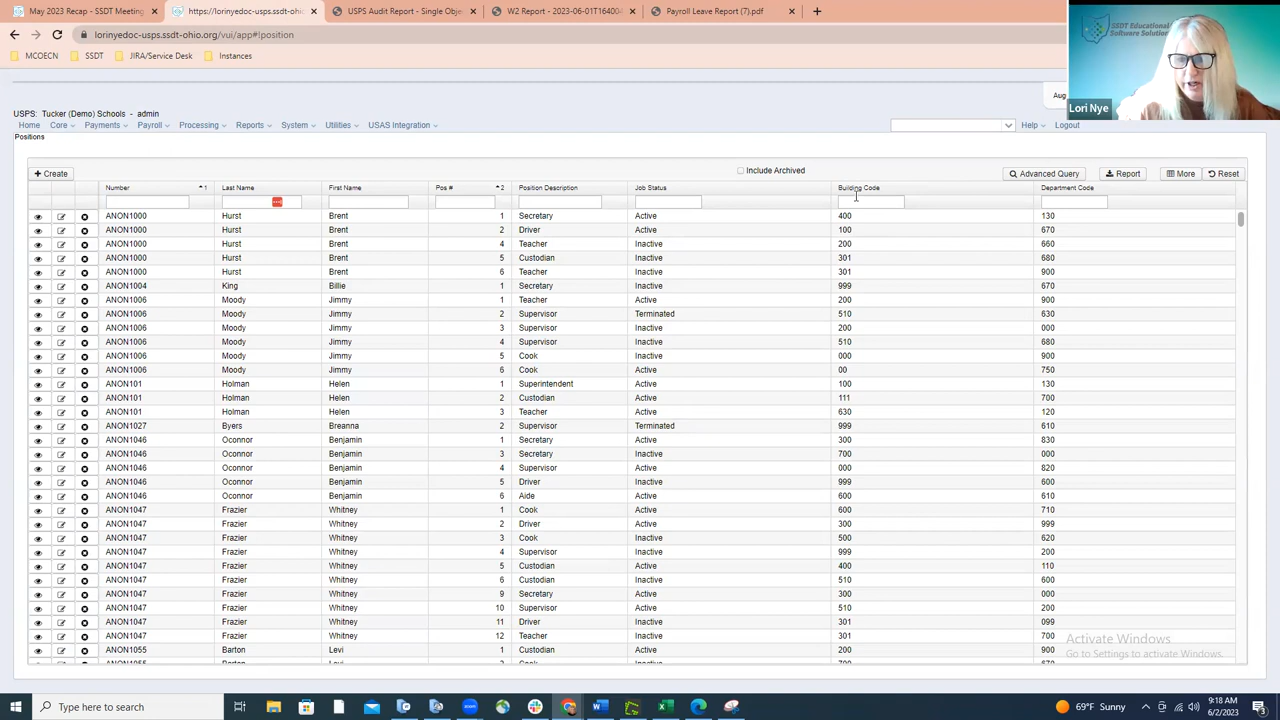 May 2023 Recap - SSDT Meeting
https://lorinyedoc-usps.ssdt-ohio
USPS Audit Report - Single Obje
W2 Report - 2023-06-01T164004
Payroll Leave Report (7).pdf
lorinyedoc-usps.ssdt-ohio.org/vui/app#!position
MCOECN SSDT JIRA/Service Desk Instances
SSDT Educational Software Solutions
Lori Nye
Aug
USPS: Tucker (Demo) Schools - admin
Home Core Payments Payroll Processing Reports System Utilities EMIS Integration Help Logout
Positions
Create Include Archived Advanced Query Report More Reset
Number 1 Last Name First Name Pos # 2 Position Description Job Status Building Code Department Code
ANON1000 Hurst Brent 1 Secretary Active 400 130
ANON1000 Hurst Brent 2 Driver Active 100 670
ANON1000 Hurst Brent 4 Teacher Inactive 200 660
ANON1000 Hurst Brent 5 Custodian Inactive 301 680
ANON1000 Hurst Brent 6 Teacher Inactive 301 900
ANON1004 King Billie 1 Secretary Inactive 999 670
ANON1006 Moody Jimmy 1 Teacher Active 200 900
ANON1006 Moody Jimmy 2 Supervisor Terminated 510 630
ANON1006 Moody Jimmy 3 Supervisor Inactive 200 000
ANON1006 Moody Jimmy 4 Supervisor Inactive 510 680
ANON1006 Moody Jimmy 5 Cook Inactive 000 900
ANON1006 Moody Jimmy 6 Cook Active 00 750
ANON101 Holman Helen 1 Superintendent Active 100 130
ANON101 Holman Helen 2 Custodian Active 111 700
ANON101 Holman Helen 3 Teacher Active 630 120
ANON1027 Byers Breanna 2 Supervisor Terminated 999 610
ANON1046 Oconnor Benjamin 1 Secretary Active 300 830
ANON1046 Oconnor Benjamin 3 Secretary Inactive 700 000
ANON1046 Oconnor Benjamin 4 Supervisor Active 000 820
ANON1046 Oconnor Benjamin 5 Driver Inactive 999 600
ANON1046 Oconnor Benjamin 6 Aide Active 600 610
ANON1047 Frazier Whitney 1 Cook Active 600 710
ANON1047 Frazier Whitney 2 Driver Active 300 999
ANON1047 Frazier Whitney 3 Cook Inactive 500 620
ANON1047 Frazier Whitney 4 Supervisor Inactive 999 200
ANON1047 Frazier Whitney 5 Custodian Active 400 110
ANON1047 Frazier Whitney 6 Custodian Inactive 510 600
ANON1047 Frazier Whitney 9 Secretary Inactive 300 000
ANON1047 Frazier Whitney 10 Supervisor Active 510 200
ANON1047 Frazier Whitney 11 Driver Inactive 301 099
ANON1047 Frazier Whitney 12 Teacher Inactive 301 700
ANON1055 Barton Levi 1 Custodian Active 200 900
ANON1055 Barton Levi 2 Cook Inactive 700 670
Activate Windows
Go to Settings to activate Windows.
Type here to search
69°F Sunny
9:18 AM
6/2/2023